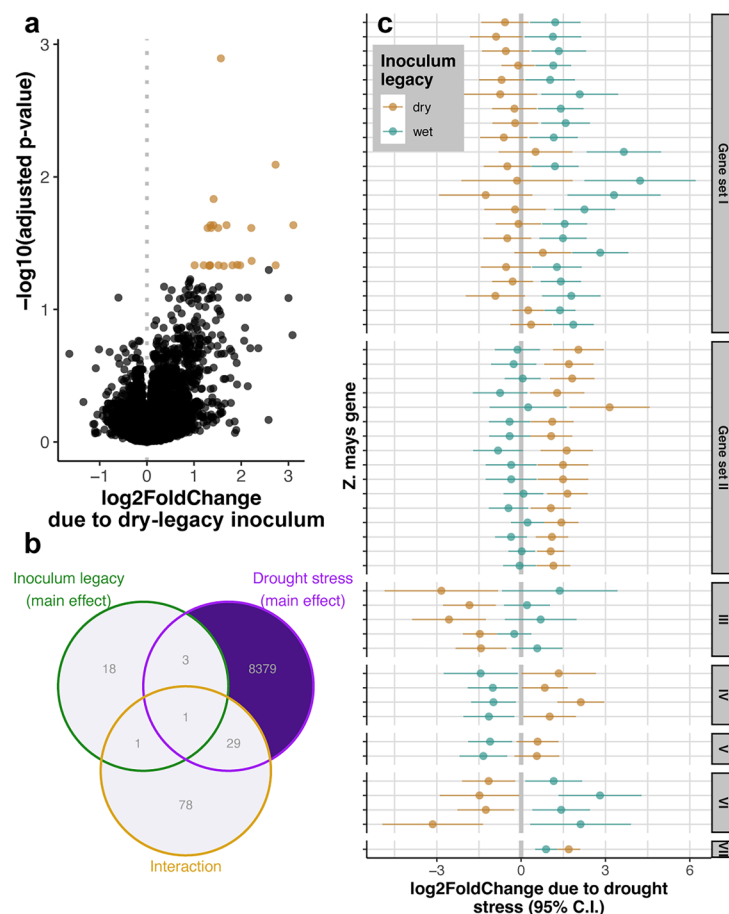 a
−log10(adjusted p-value)
3
2
1
0
−1 0 1 2 3
log2FoldChange
due to dry-legacy inoculum
b
Inoculum legacy
(main effect)
Drought stress
(main effect)
18
3
8379
1
1
29
78
Interaction
c
Inoculum
legacy
dry
wet
Z. mays gene
Gene set I
Gene set II
III
IV
V
VI
VII
−3 0 3 6
log2FoldChange due to drought
stress (95% C.I.)